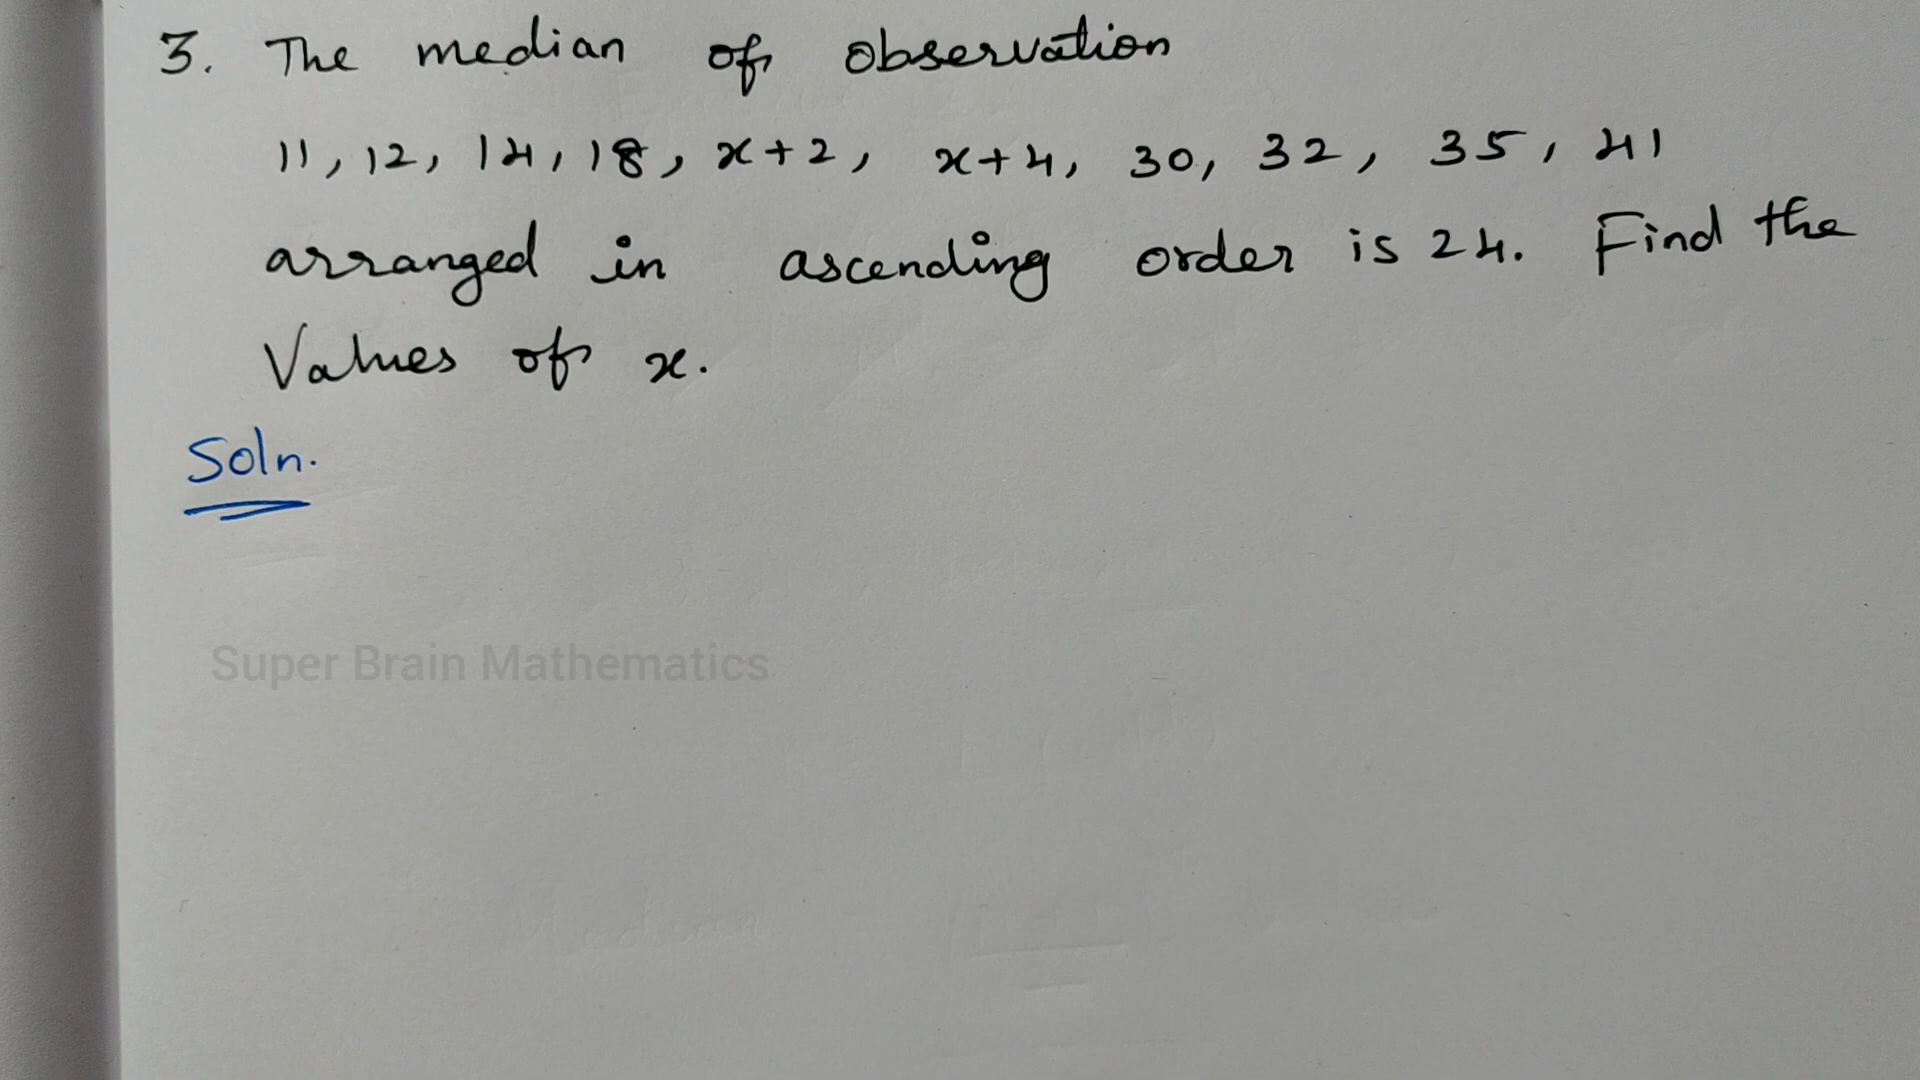 3. The median of observation
11, 12, 14, 18, x+2, x+4, 30, 32, 35, 41
arranged in ascending order is 24. Find the
Values of x.
Soln.
Super Brain Mathematics